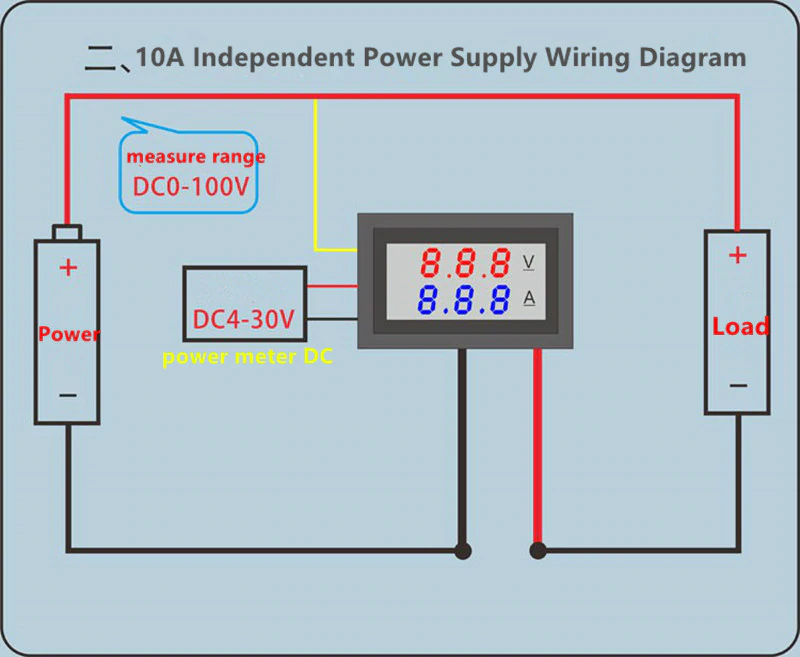 二、10A Independent Power Supply Wiring Diagram
measure range
DC0-100V
+
+
8.8.8 V
8.8.8 A
DC4-30V
Power
Load
power meter DC
−
−